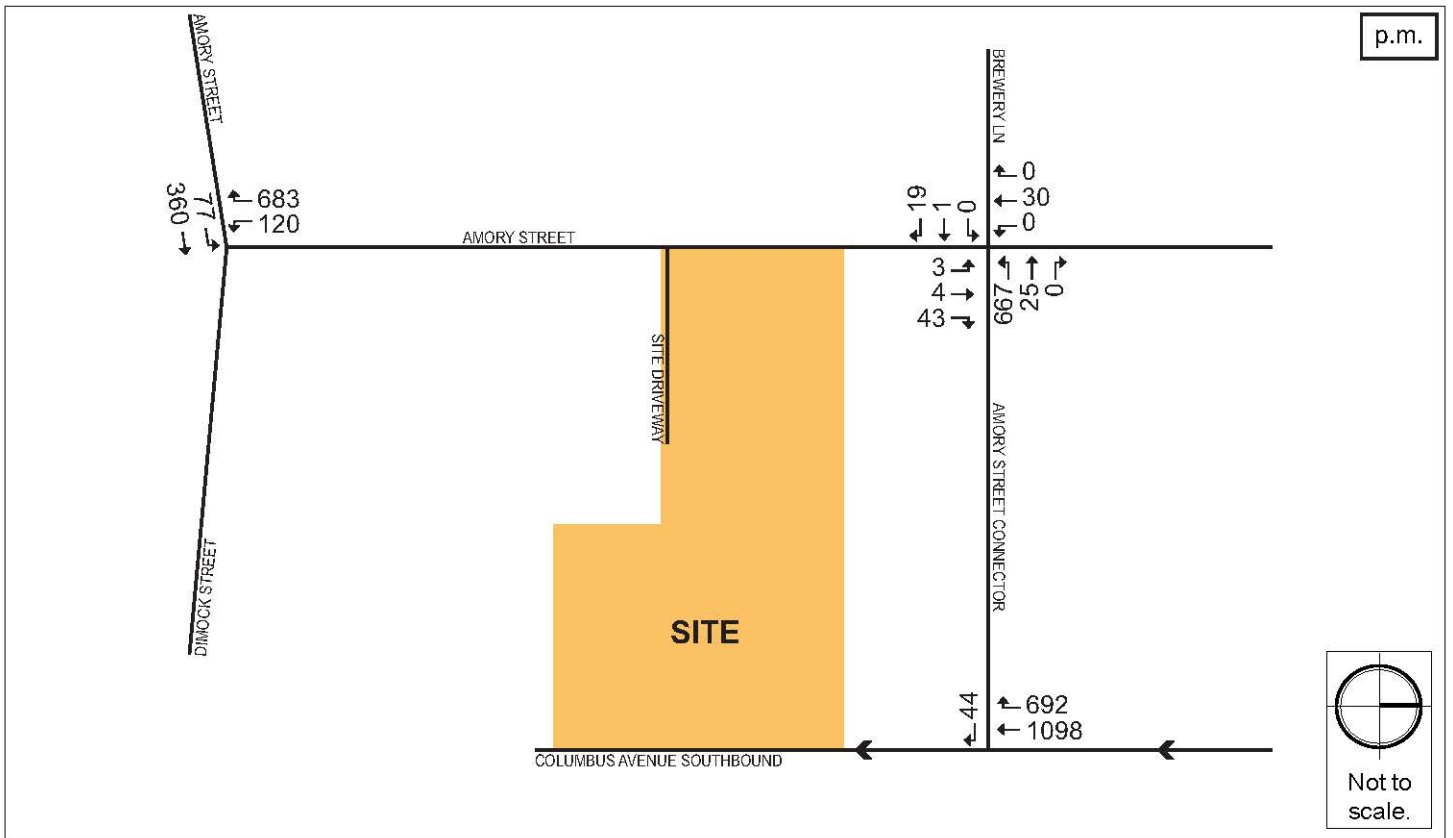 p.m.
AMORY STREET
BREWERY LN
0
30
0
683
120
77
360
19
1
0
AMORY STREET
3
4
43
697
25
0
SITE DRIVEWAY
AMORY STREET CONNECTOR
DIMOCK STREET
SITE
44
692
1098
COLUMBUS AVENUE SOUTHBOUND
Not to
scale.